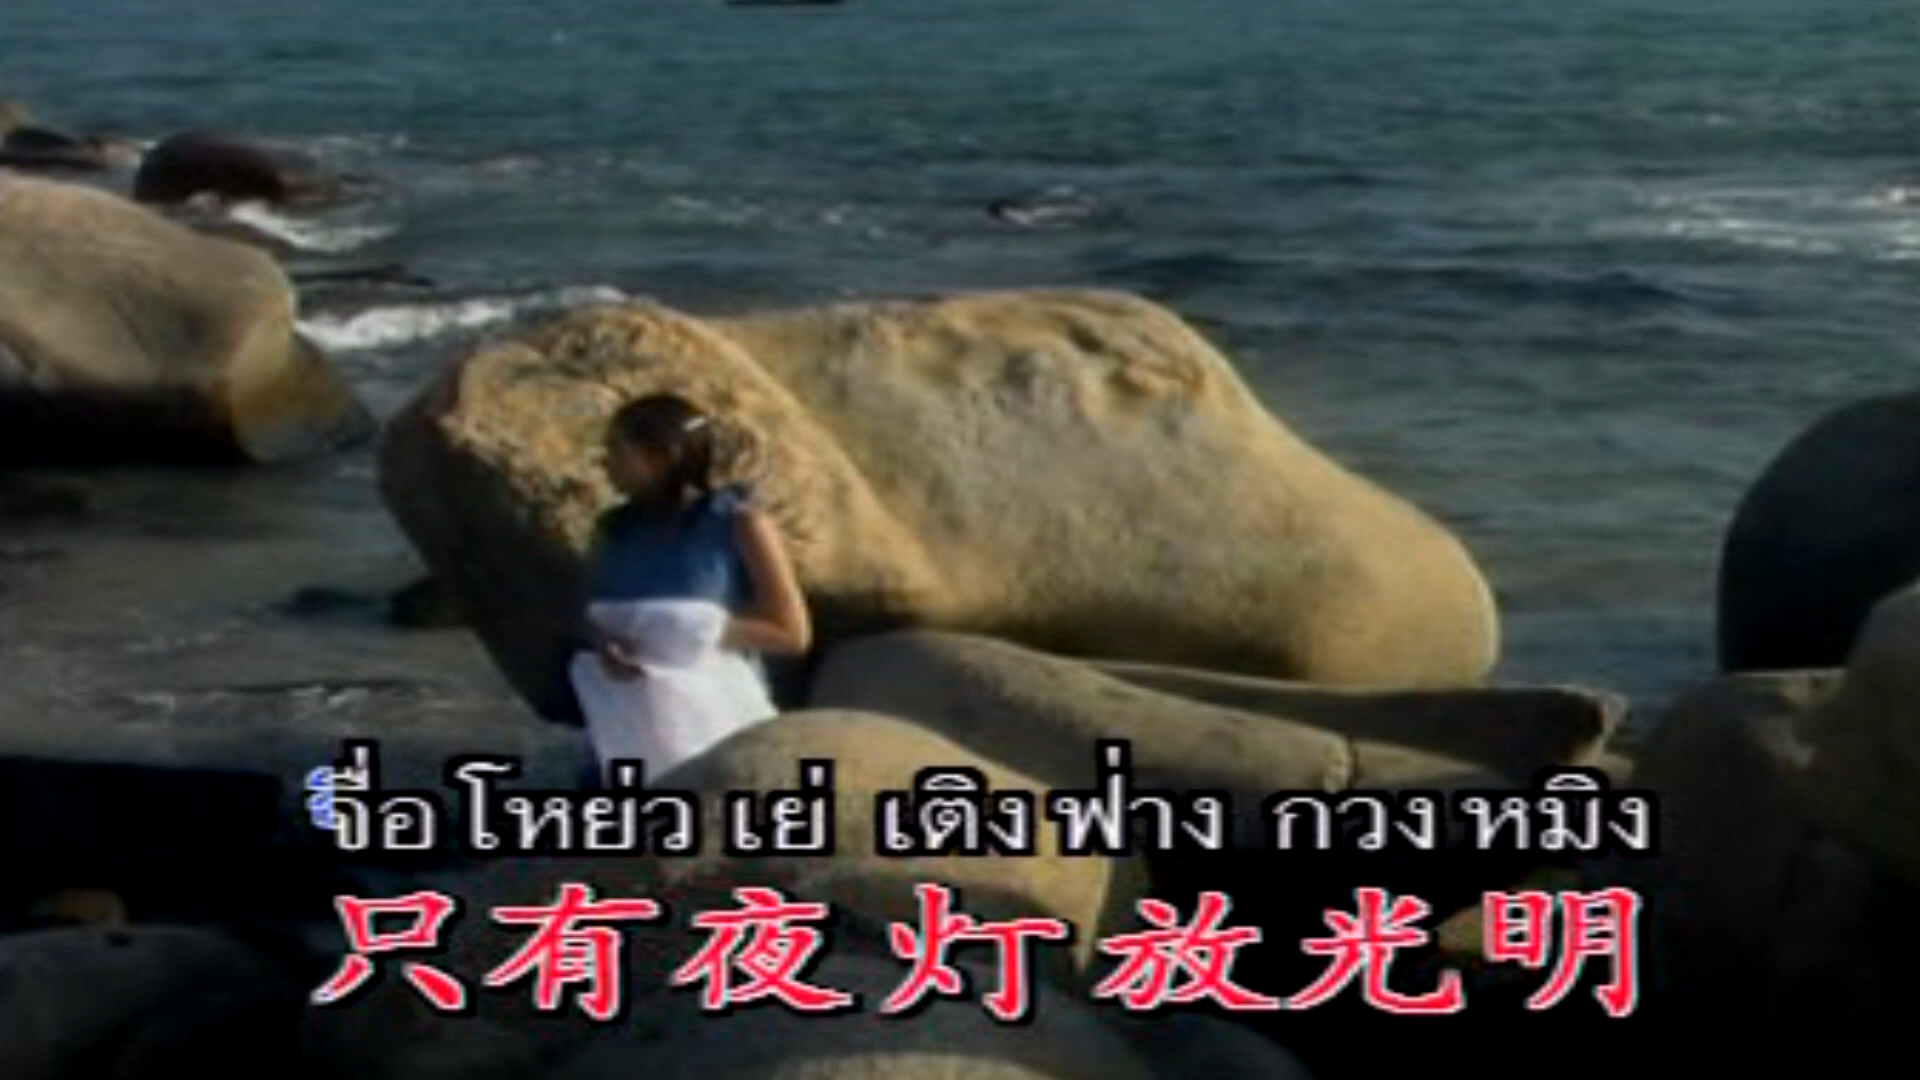 จื่อ โหย่ว เย่ เติง ฟ่าง กวง หมิง
只有夜灯放光明